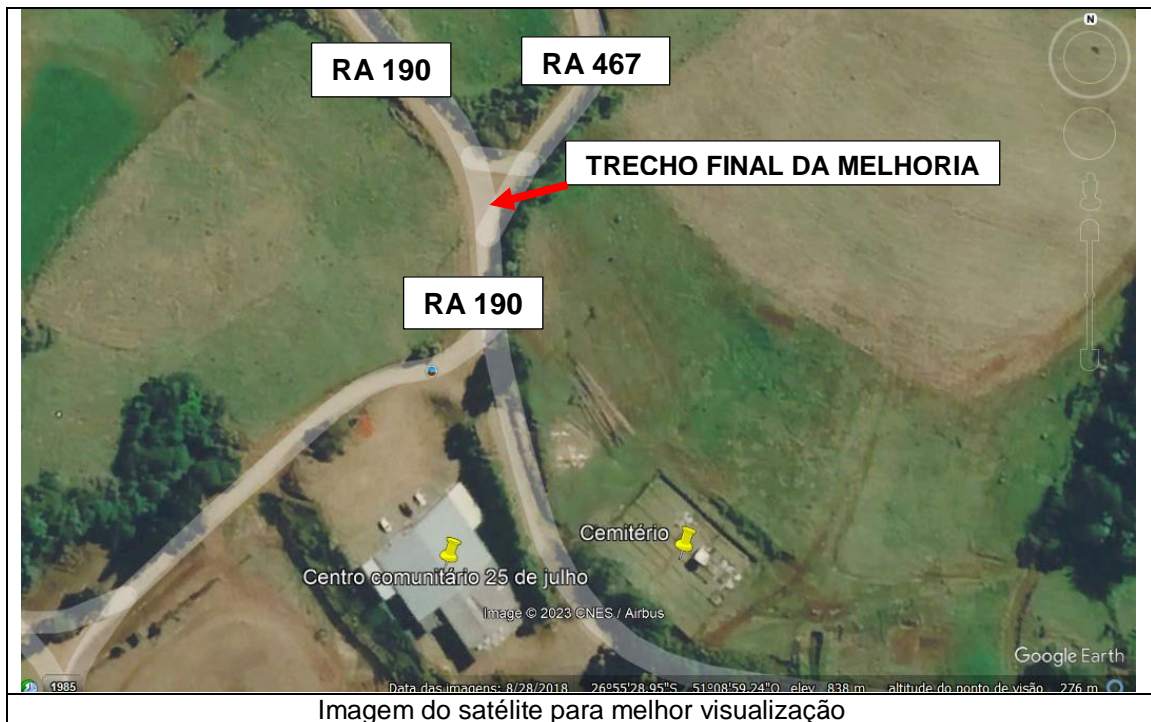 N
RA 190
RA 467
TRECHO FINAL DA MELHORIA
RA 190
Cemitério
Centro comunitário 25 de julho
Image © 2023 CNES / Airbus
Google Earth
1985
Data das imagens: 8/28/2018 26°55'28.95"S 51°08'59.24"O elev 838 m altitude do ponto de visão 276 m
Imagem do satélite para melhor visualização